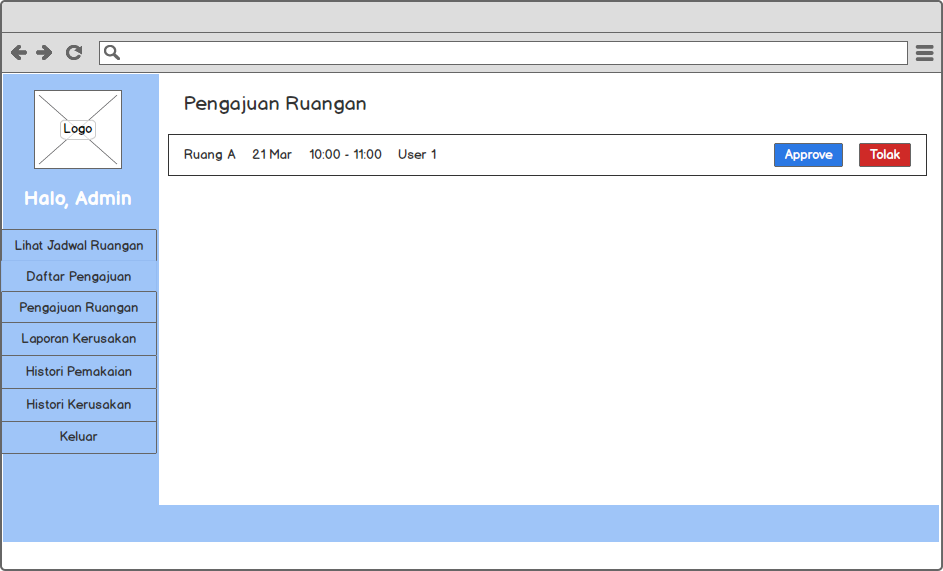 Logo
Halo, Admin
Lihat Jadwal Ruangan
Daftar Pengajuan
Pengajuan Ruangan
Laporan Kerusakan
Histori Pemakaian
Histori Kerusakan
Keluar
Pengajuan Ruangan
Ruang A 21 Mar 10:00 - 11:00 User 1 Approve Tolak